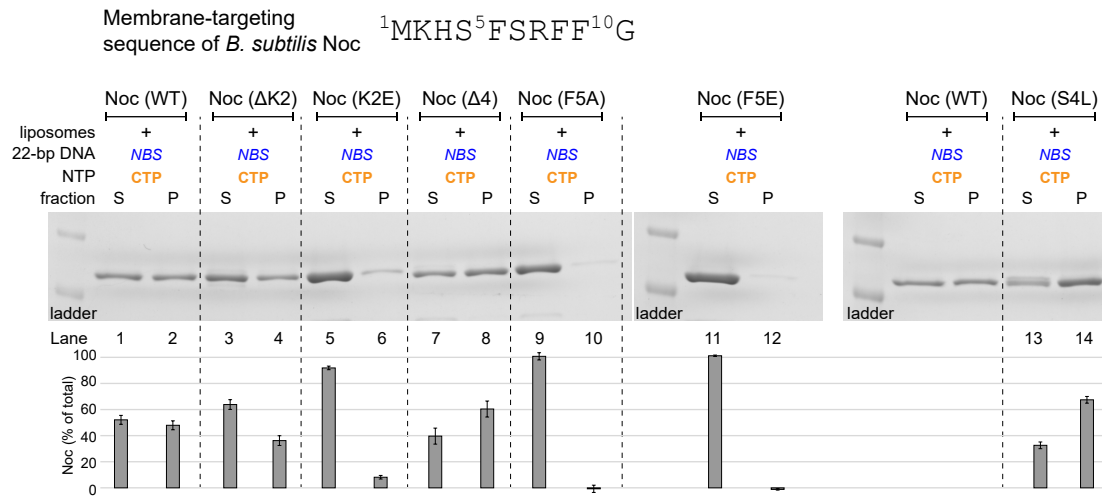 Membrane-targeting
sequence of B. subtilis Noc
¹MKHS⁵FSRFF¹⁰G
Noc (WT) Noc (ΔK2) Noc (K2E) Noc (Δ4) Noc (F5A) Noc (F5E) Noc (WT) Noc (S4L)
liposomes + + + + + + + +
22-bp DNA NBS NBS NBS NBS NBS NBS NBS NBS
NTP CTP CTP CTP CTP CTP CTP CTP CTP
fraction S P S P S P S P S P S P S P S P
ladder ladder ladder
Lane 1 2 3 4 5 6 7 8 9 10 11 12 13 14
Noc (% of total)
100
80
60
40
20
0